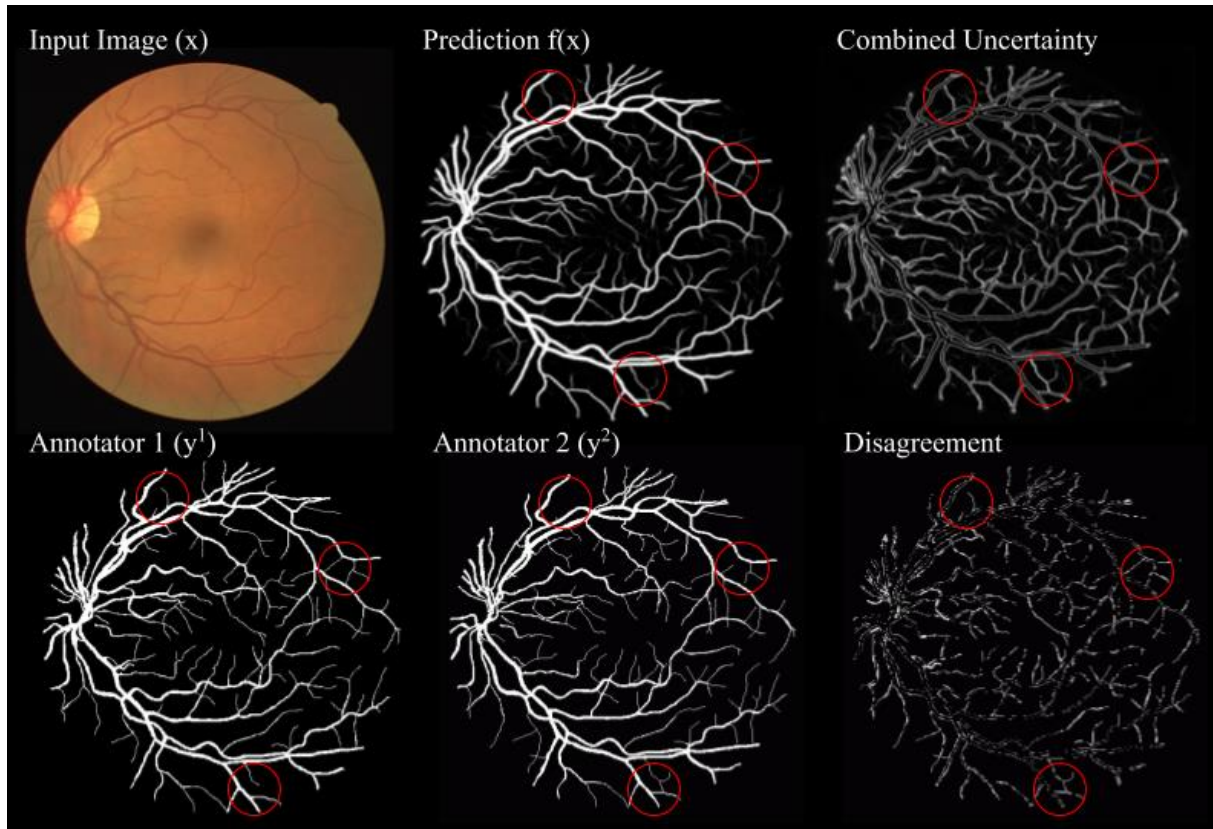 Input Image (x)
Prediction f(x)
Combined Uncertainty
Annotator 1 (y¹)
Annotator 2 (y²)
Disagreement